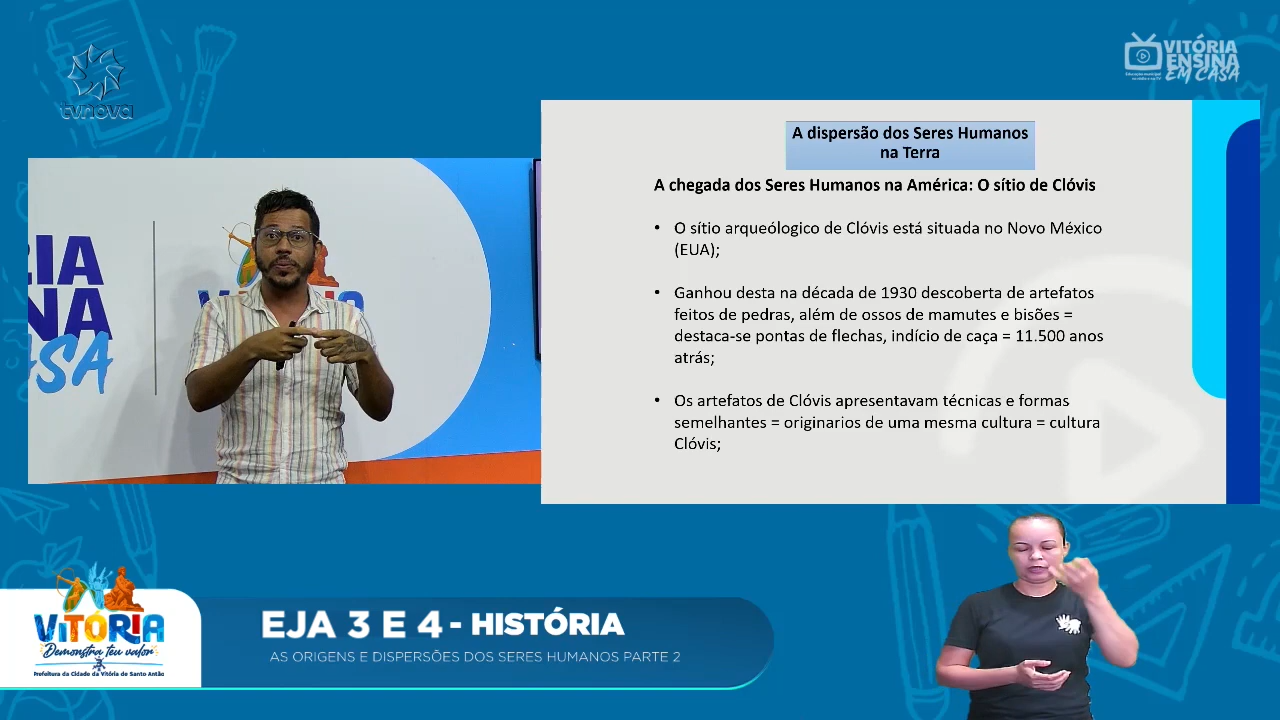 tvnova
VITÓRIA
ENSINA
EM CASA
A dispersão dos Seres Humanos
na Terra
A chegada dos Seres Humanos na América: O sítio de Clóvis
• O sítio arqueólogico de Clóvis está situada no Novo México
(EUA);
• Ganhou desta na década de 1930 descoberta de artefatos
feitos de pedras, além de ossos de mamutes e bisões =
destaca-se pontas de flechas, indício de caça = 11.500 anos
atrás;
• Os artefatos de Clóvis apresentavam técnicas e formas
semelhantes = originarios de uma mesma cultura = cultura
Clóvis;
VITÓRIA
Demonstra teu valor
Prefeitura da Cidade da Vitória de Santo Antão
EJA 3 E 4 - HISTÓRIA
AS ORIGENS E DISPERSÕES DOS SERES HUMANOS PARTE 2